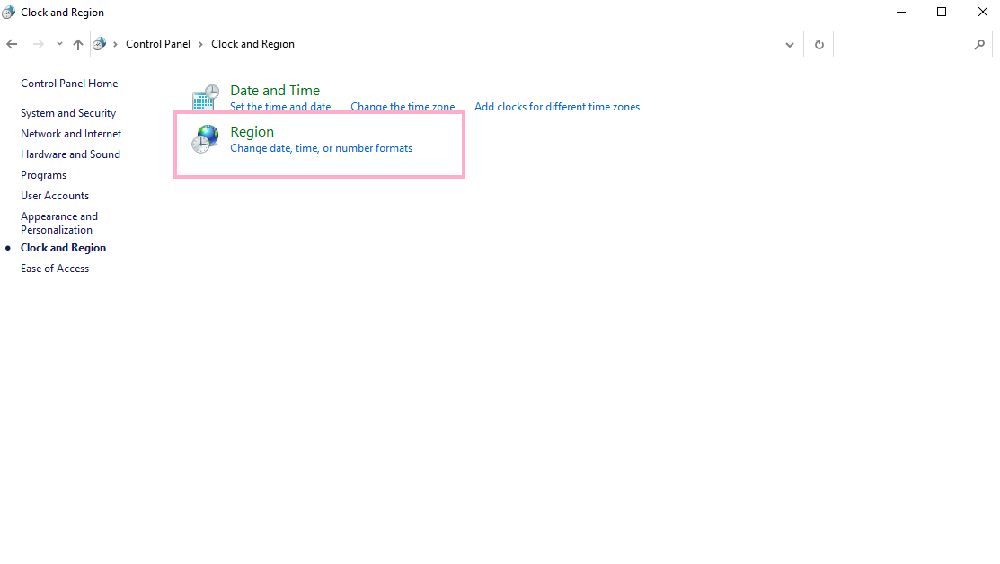 Clock and Region
Control Panel > Clock and Region
Control Panel Home
System and Security
Network and Internet
Hardware and Sound
Programs
User Accounts
Appearance and
Personalization
Clock and Region
Ease of Access
Date and Time
Set the time and date
Change the time zone
Add clocks for different time zones
Region
Change date, time, or number formats